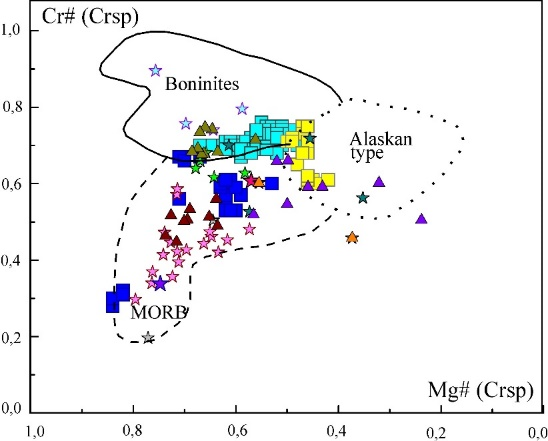 Cr# (Crsp)
1,0
Boninites
0,8
Alaskan
type
0,6
0,4
MORB
0,2
Mg# (Crsp)
0,0
1,0
0,8
0,6
0,4
0,2
0,0